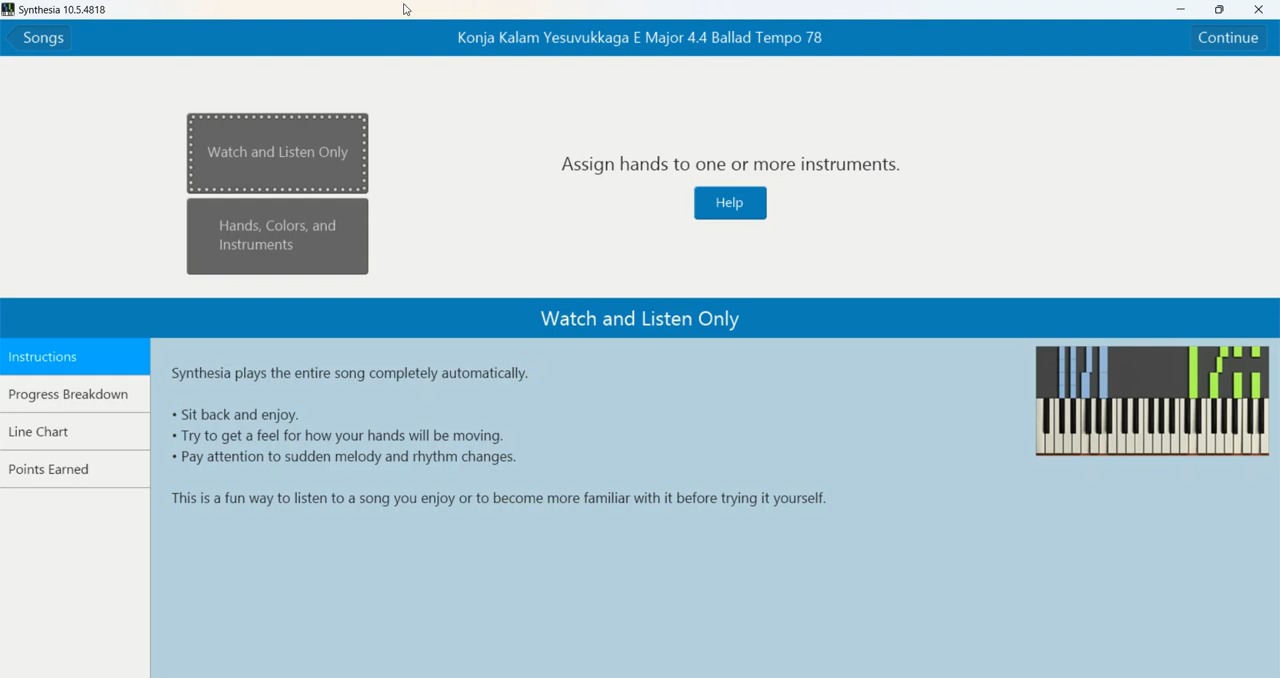 Synthesia 10.5.4818
Songs
Konja Kalam Yesuvukkaga E Major 4.4 Ballad Tempo 78
Continue
Watch and Listen Only
Hands, Colors, and
Instruments
Assign hands to one or more instruments.
Help
Watch and Listen Only
Instructions
Progress Breakdown
Line Chart
Points Earned
Synthesia plays the entire song completely automatically.
• Sit back and enjoy.
• Try to get a feel for how your hands will be moving.
• Pay attention to sudden melody and rhythm changes.
This is a fun way to listen to a song you enjoy or to become more familiar with it before trying it yourself.